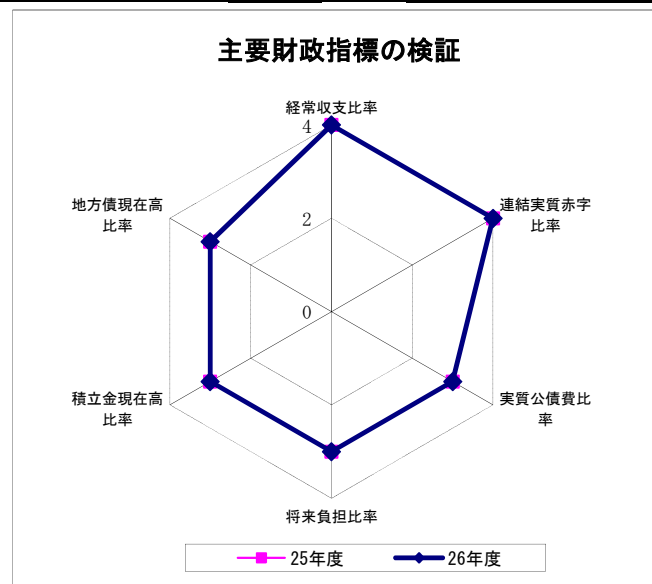 主要財政指標の検証
経常収支比率
4
地方債現在高
比率
連結実質赤字
比率
2
0
積立金現在高
比率
実質公債費比
率
将来負担比率
25年度 26年度